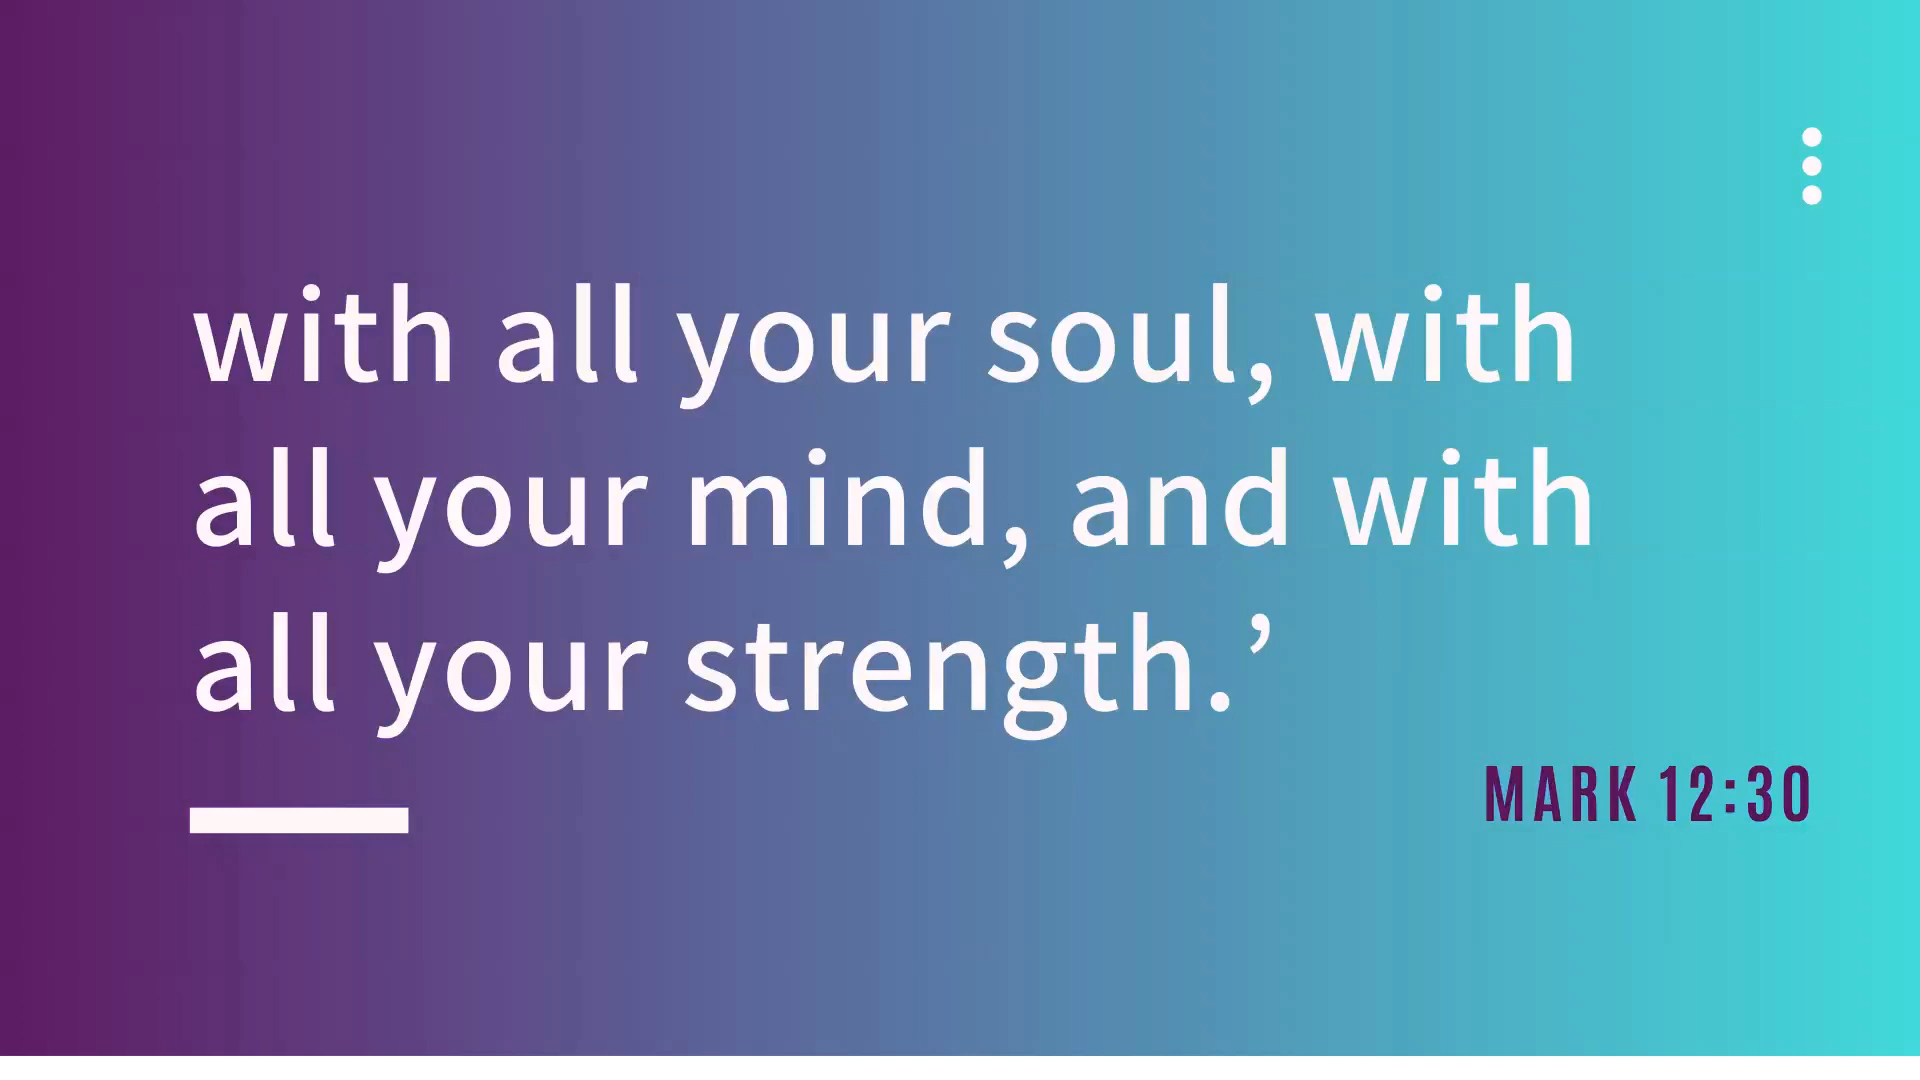 with all your soul, with
all your mind, and with
all your strength.’
MARK 12:30